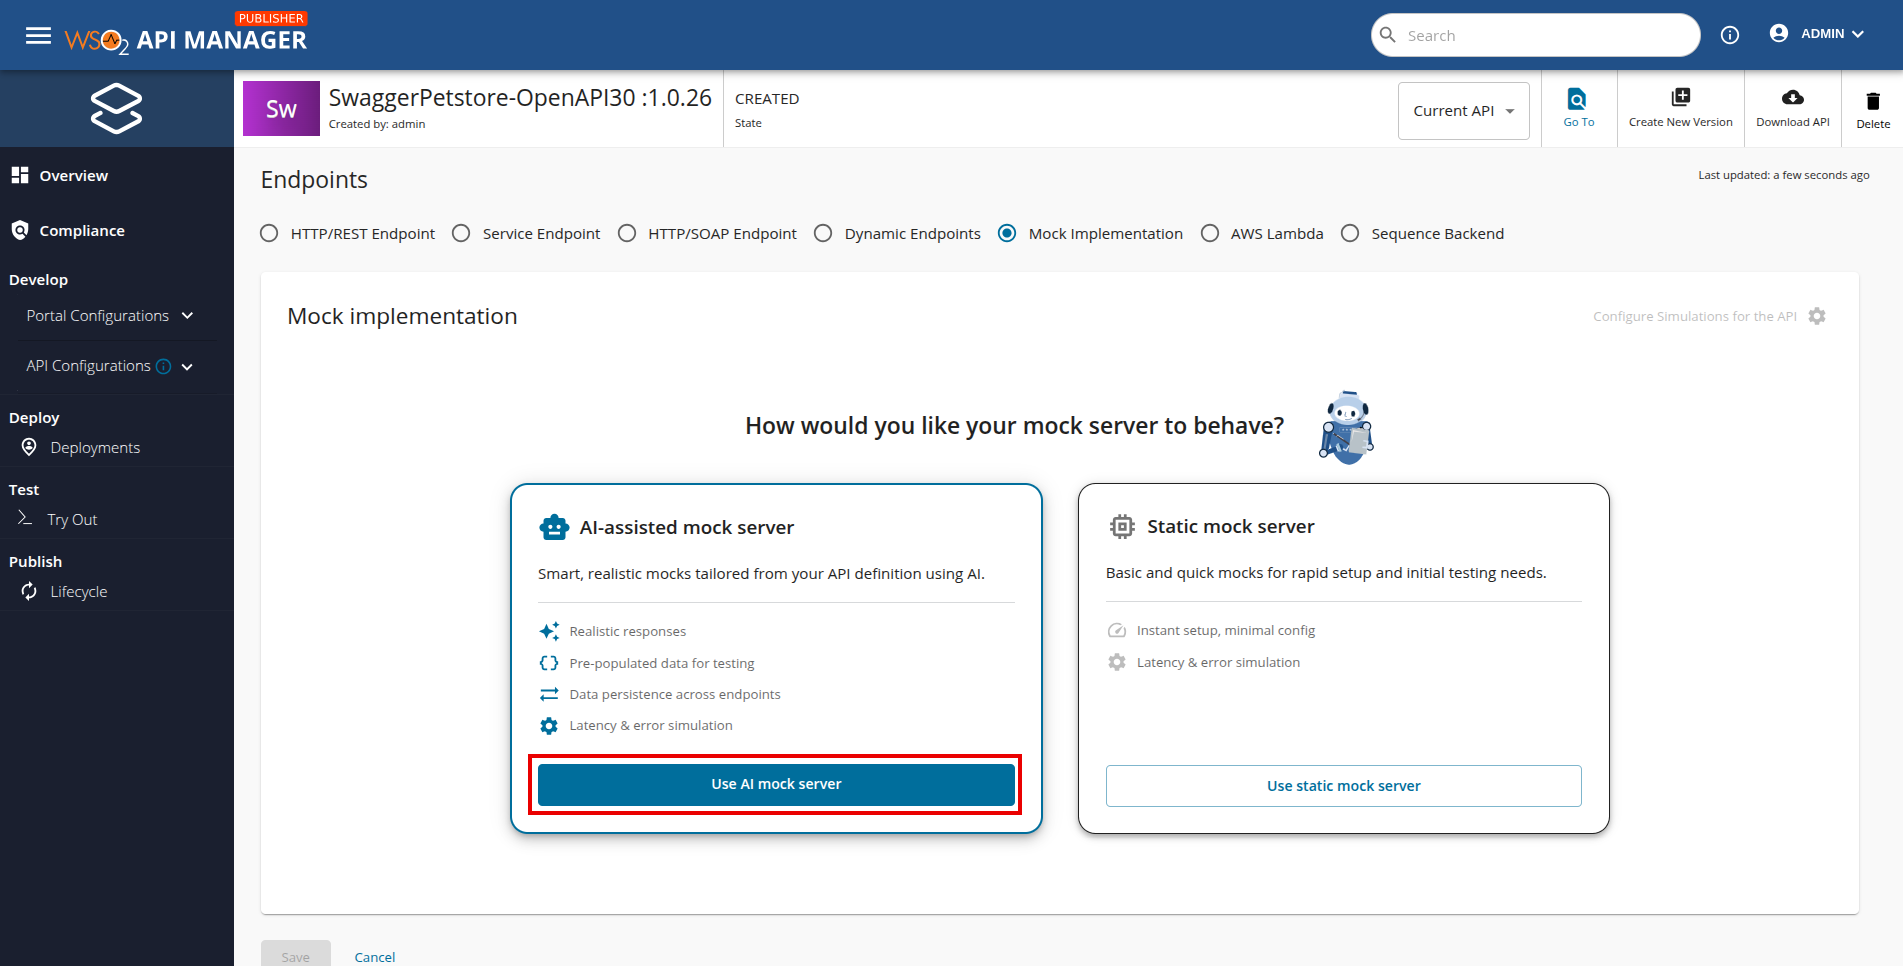 PUBLISHER
WSO2 API MANAGER
Search
ADMIN
Sw
SwaggerPetstore-OpenAPI30 :1.0.26
Created by: admin
CREATED
State
Current API
Go To
Create New Version
Download API
Delete
Overview
Compliance
Develop
Portal Configurations
API Configurations
Deploy
Deployments
Test
Try Out
Publish
Lifecycle
Endpoints
Last updated: a few seconds ago
HTTP/REST Endpoint
Service Endpoint
HTTP/SOAP Endpoint
Dynamic Endpoints
Mock Implementation
AWS Lambda
Sequence Backend
Mock implementation
Configure Simulations for the API
How would you like your mock server to behave?
AI-assisted mock server
Smart, realistic mocks tailored from your API definition using AI.
Realistic responses
Pre-populated data for testing
Data persistence across endpoints
Latency & error simulation
Use AI mock server
Static mock server
Basic and quick mocks for rapid setup and initial testing needs.
Instant setup, minimal config
Latency & error simulation
Use static mock server
Save
Cancel